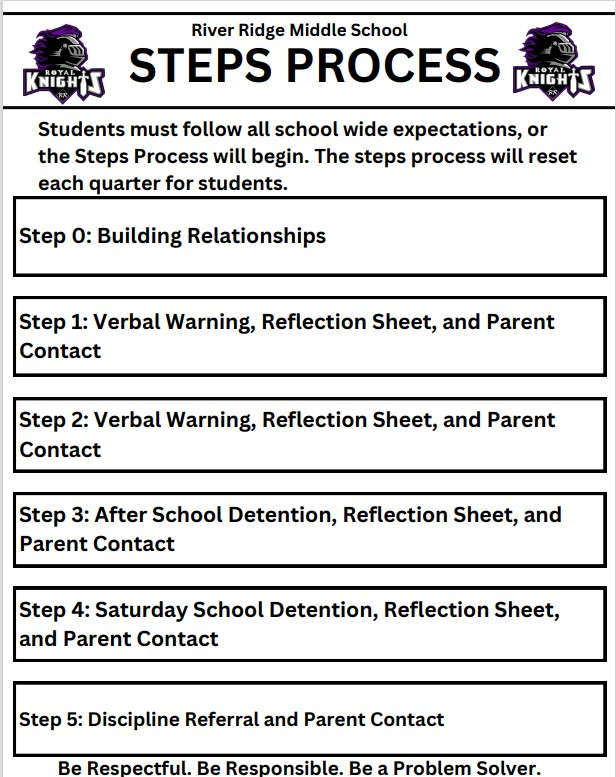 River Ridge Middle School
STEPS PROCESS
ROYAL
KNIGHTS
RR
ROYAL
KNIGHTS
RR
Students must follow all school wide expectations, or
the Steps Process will begin. The steps process will reset
each quarter for students.
Step 0: Building Relationships
Step 1: Verbal Warning, Reflection Sheet, and Parent
Contact
Step 2: Verbal Warning, Reflection Sheet, and Parent
Contact
Step 3: After School Detention, Reflection Sheet, and
Parent Contact
Step 4: Saturday School Detention, Reflection Sheet,
and Parent Contact
Step 5: Discipline Referral and Parent Contact
Be Respectful. Be Responsible. Be a Problem Solver.